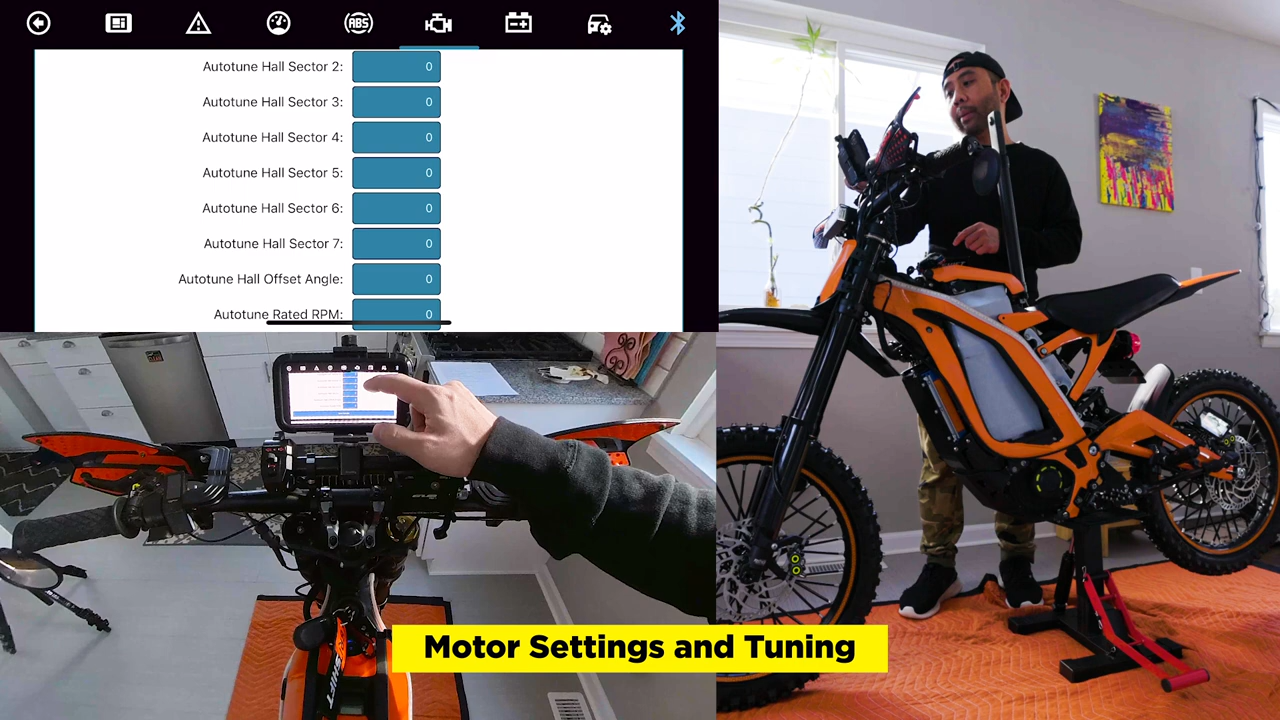 ABS
Autotune Hall Sector 2: 0
Autotune Hall Sector 3: 0
Autotune Hall Sector 4: 0
Autotune Hall Sector 5: 0
Autotune Hall Sector 6: 0
Autotune Hall Sector 7: 0
Autotune Hall Offset Angle: 0
Autotune Rated RPM: 0
Motor Settings and Tuning